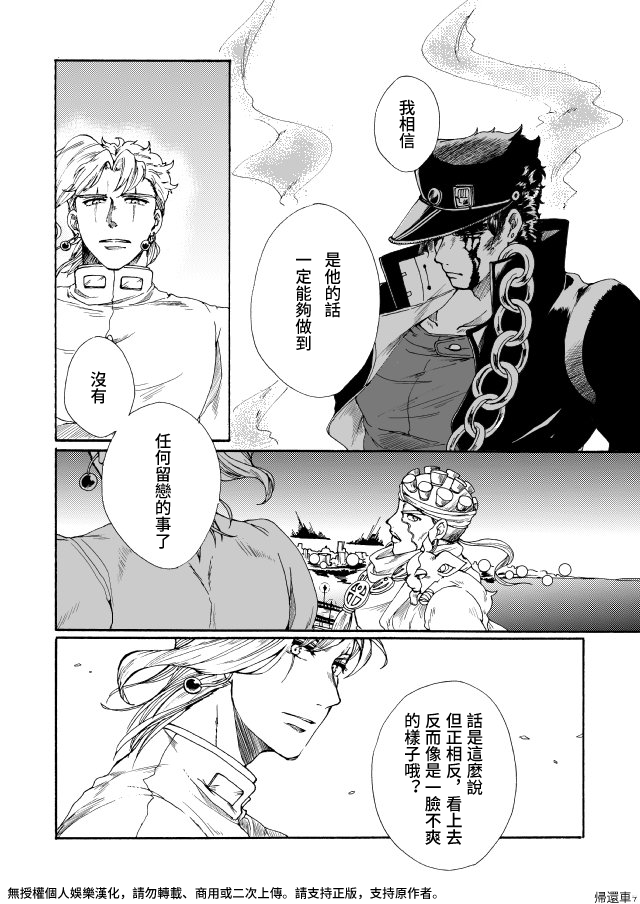 我相信
是他的話
一定能夠做到
沒有
任何留戀的事了
話是這麼說
但正相反，看上去
反而像是一臉不爽
的樣子哦？
無授權個人娛樂漢化，請勿轉載、商用或二次上傳。請支持正版，支持原作者。
帰還車7